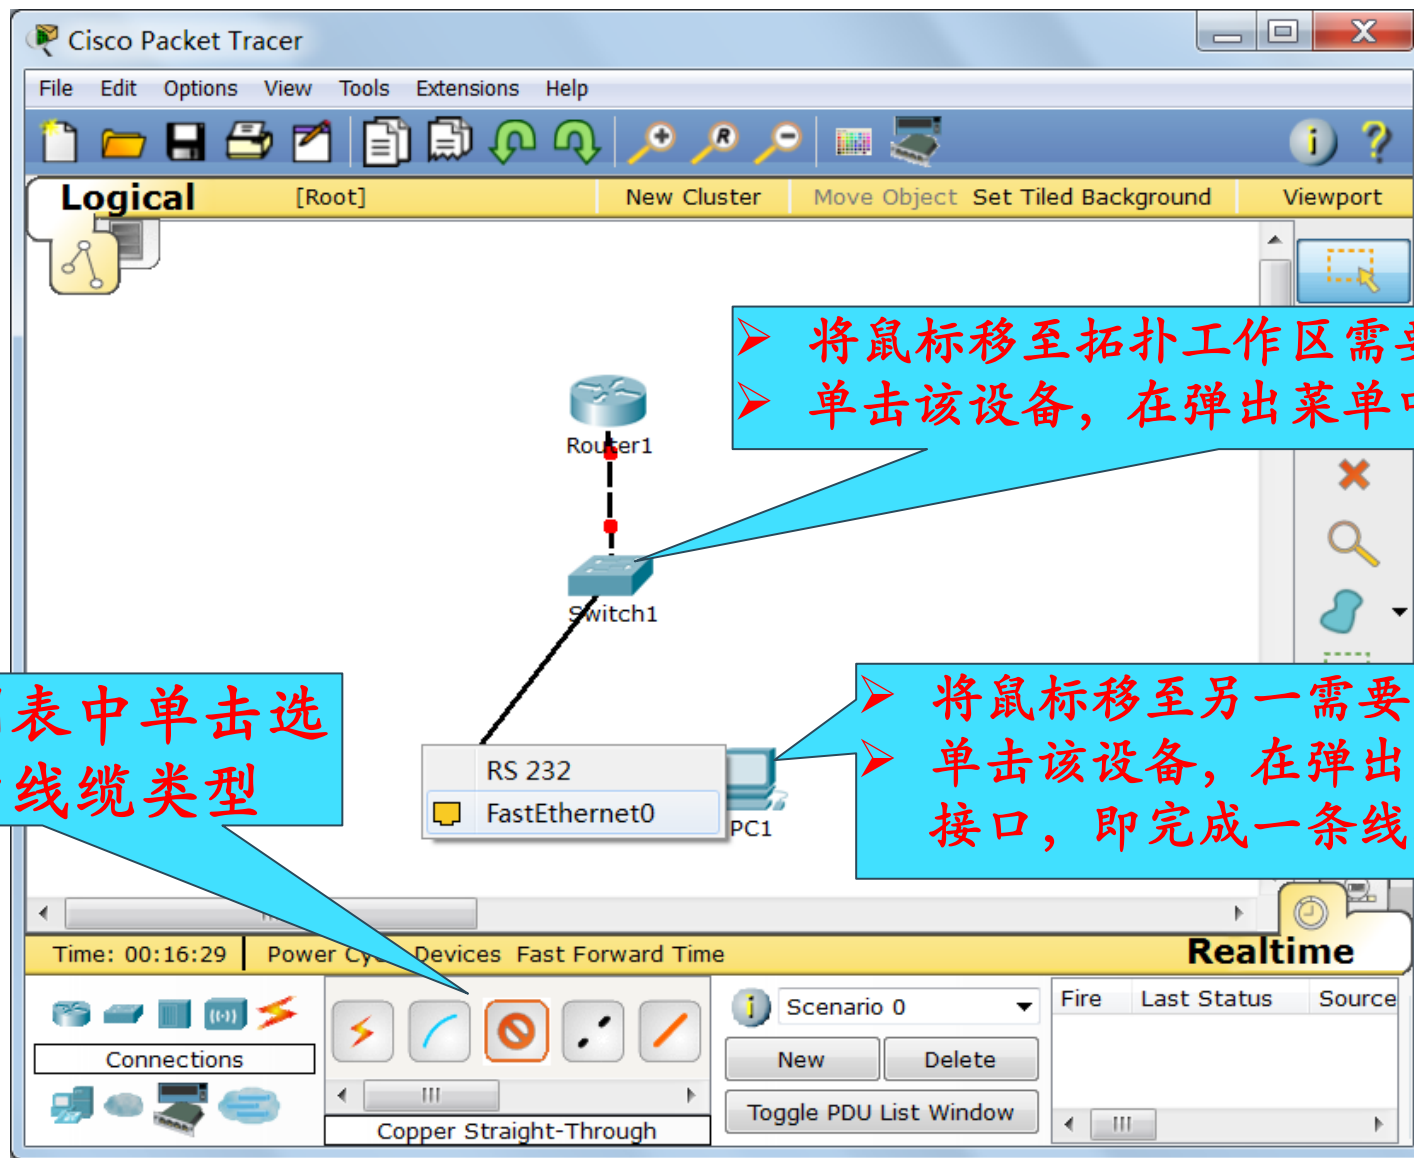 Cisco Packet Tracer
File Edit Options View Tools Extensions Help
Logical [Root] New Cluster Move Object Set Tiled Background Viewport
将鼠标移至拓扑工作区需要
单击该设备，在弹出菜单中
Router1
Switch1
表中单击选
线缆类型
将鼠标移至另一需要
单击该设备，在弹出
接口，即完成一条线
RS 232
FastEthernet0
PC1
Time: 00:16:29 Power Cycle Devices Fast Forward Time
Realtime
Connections
Copper Straight-Through
Scenario 0
New Delete
Toggle PDU List Window
Fire Last Status Source